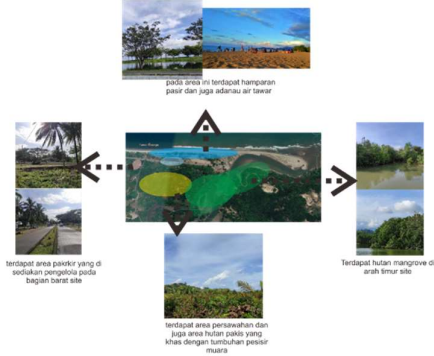 pada area ini terdapat hamparan
pasir dan juga adanau air tawar
terdapat area pakrkir yang di
sediakan pengelola pada
bagian barat site
Terdapat hutan mangrove di
arah timur site
terdapat area persawahan dan
juga area hutan pakis yang
khas dengan tumbuhan pesisir
muara